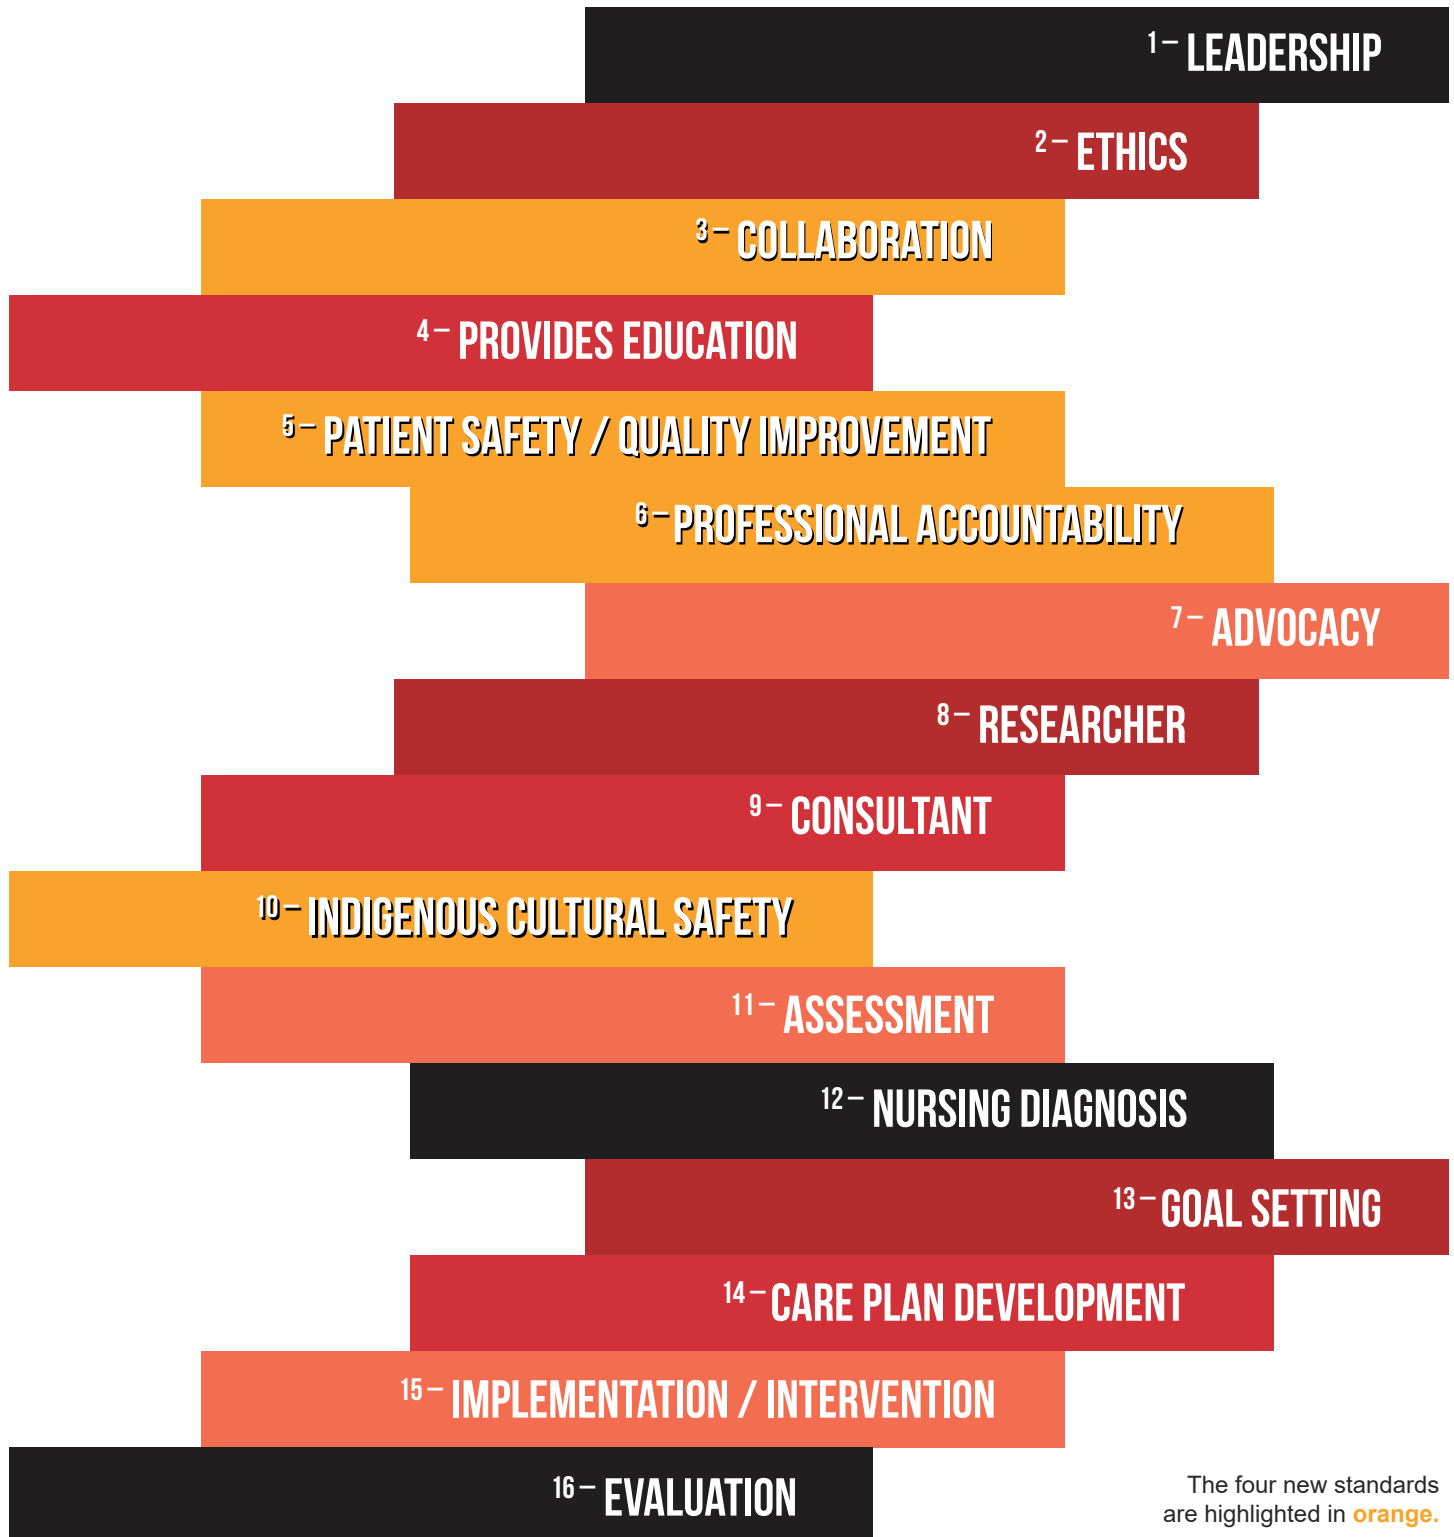 1 – LEADERSHIP
2 – ETHICS
3 – COLLABORATION
4 – PROVIDES EDUCATION
5 – PATIENT SAFETY / QUALITY IMPROVEMENT
6 – PROFESSIONAL ACCOUNTABILITY
7 – ADVOCACY
8 – RESEARCHER
9 – CONSULTANT
10 – INDIGENOUS CULTURAL SAFETY
11 – ASSESSMENT
12 – NURSING DIAGNOSIS
13 – GOAL SETTING
14 – CARE PLAN DEVELOPMENT
15 – IMPLEMENTATION / INTERVENTION
16 – EVALUATION
The four new standards
are highlighted in orange.